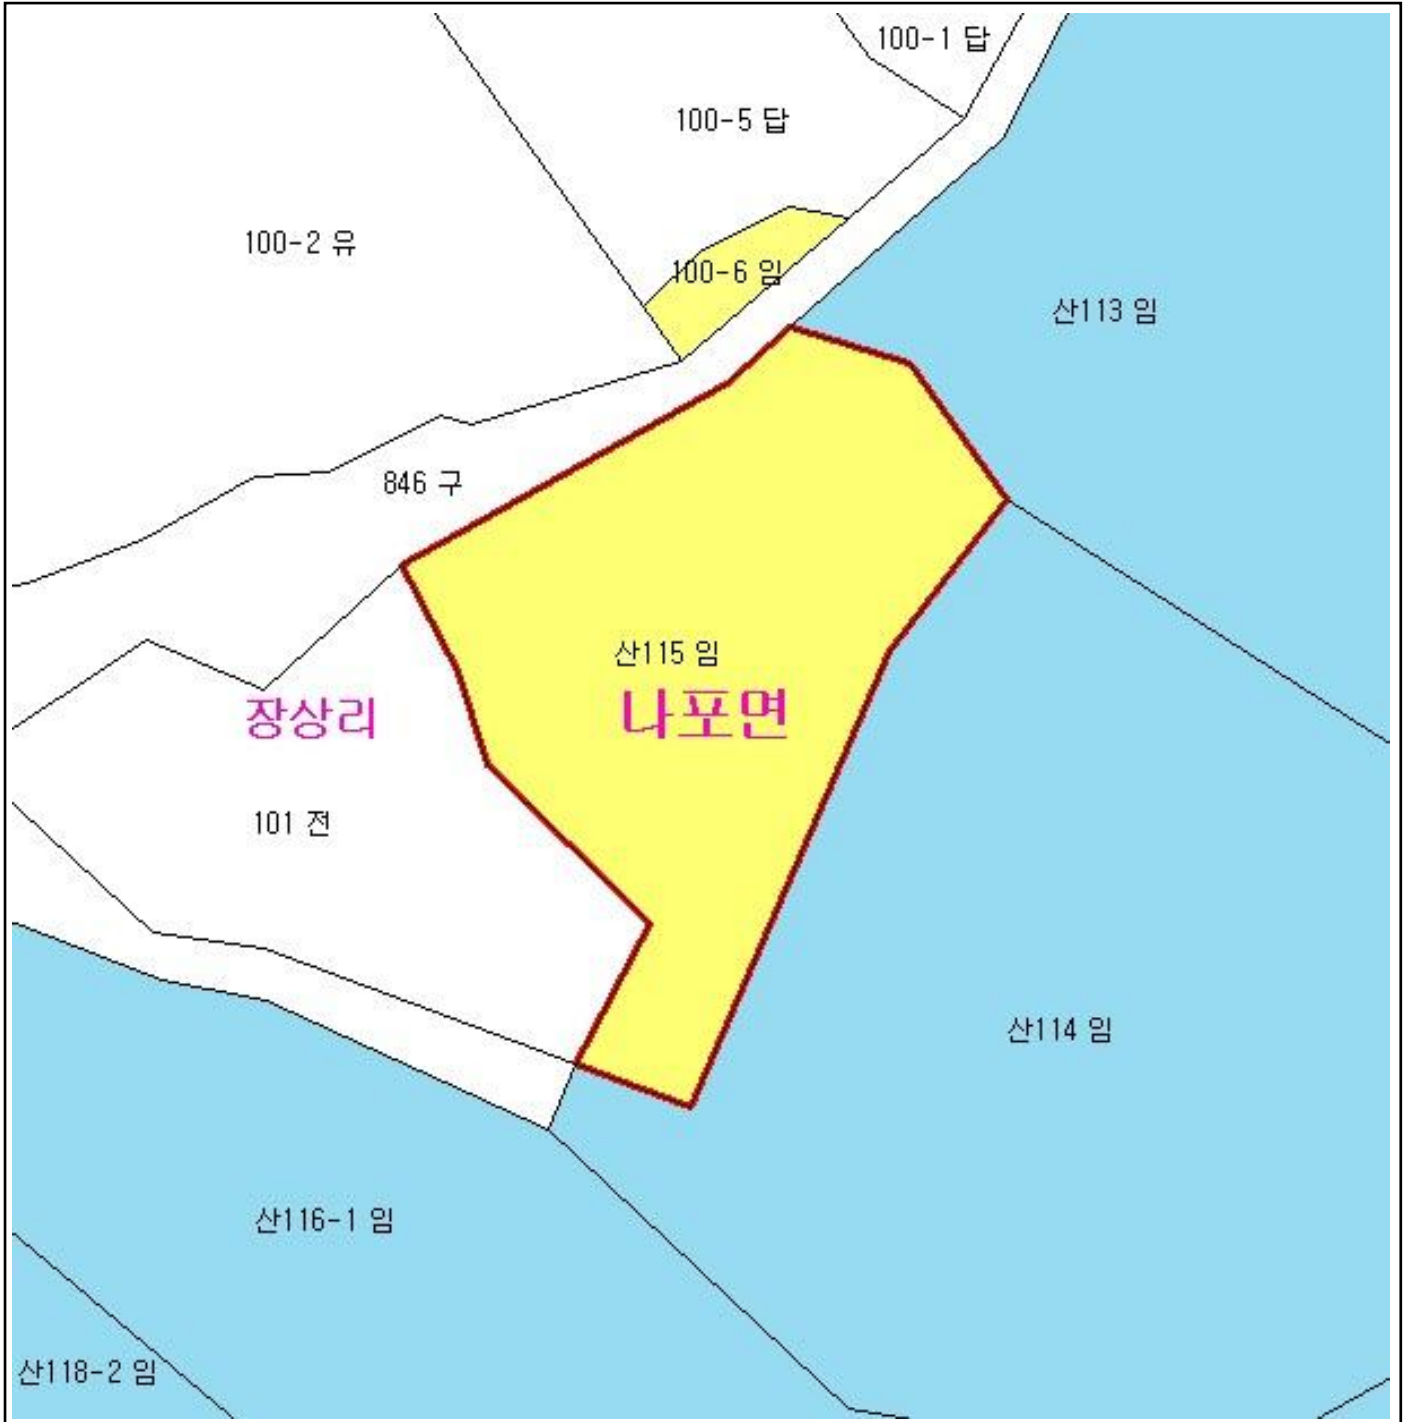 100-1 답
100-5 답
100-2 유
100-6 임
산113 임
846 구
산115 임
장상리
나포면
101 전
산114 임
산116-1 임
산118-2 임